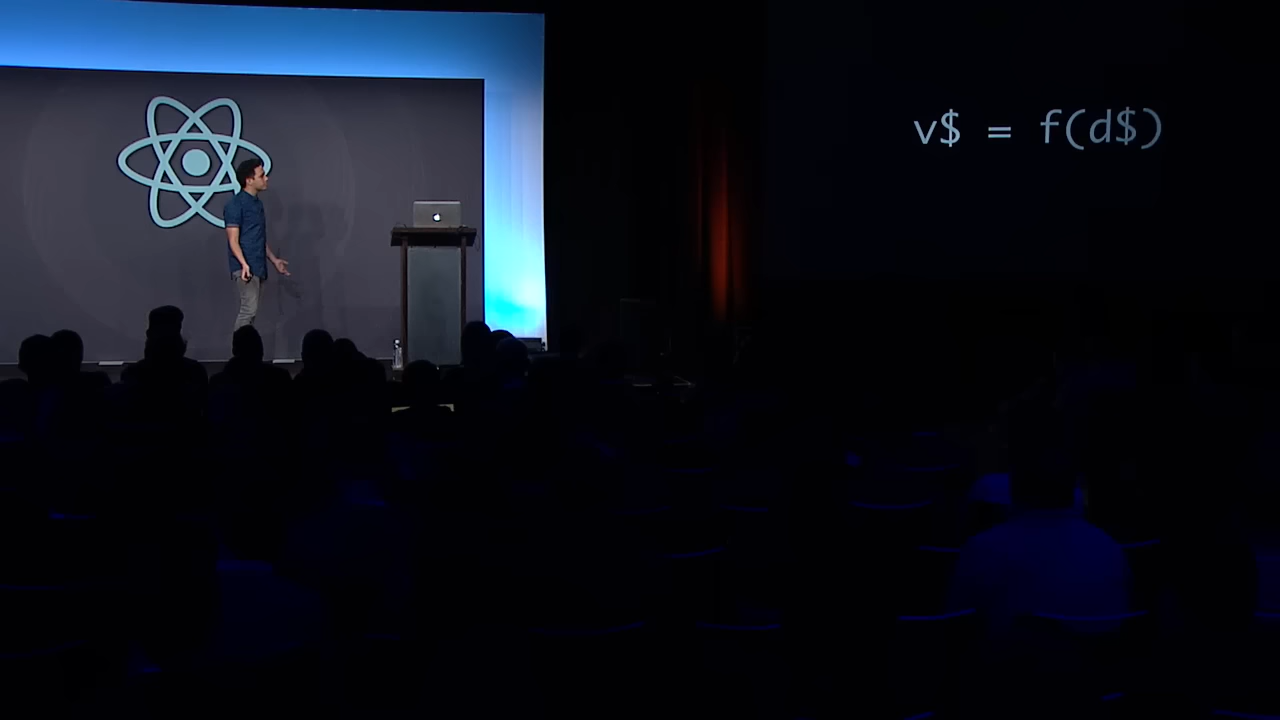 v$ = f(d$)